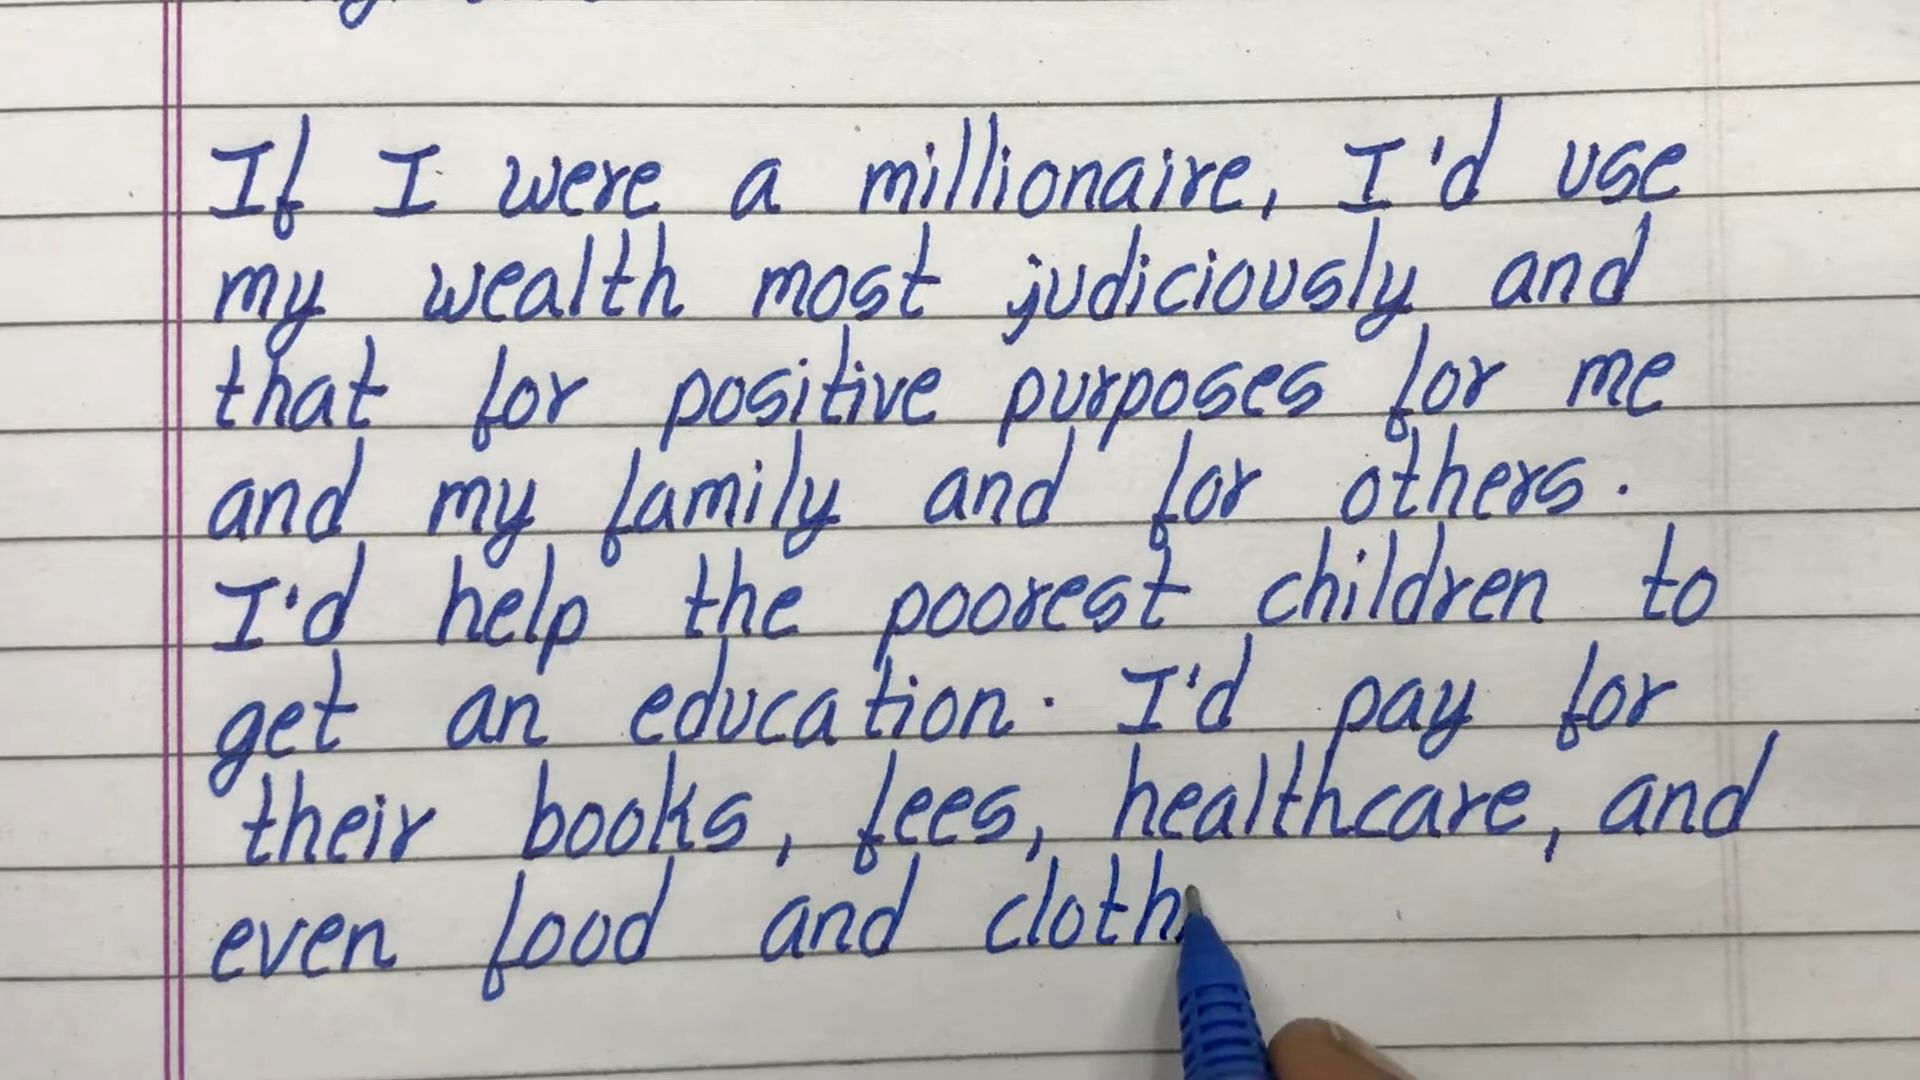 If I were a millionaire, I'd use
my wealth most judiciously and
that for positive purposes for me
and my family and for others.
I'd help the poorest children to
get an education. I'd pay for
their books, fees, healthcare, and
even food and cloth